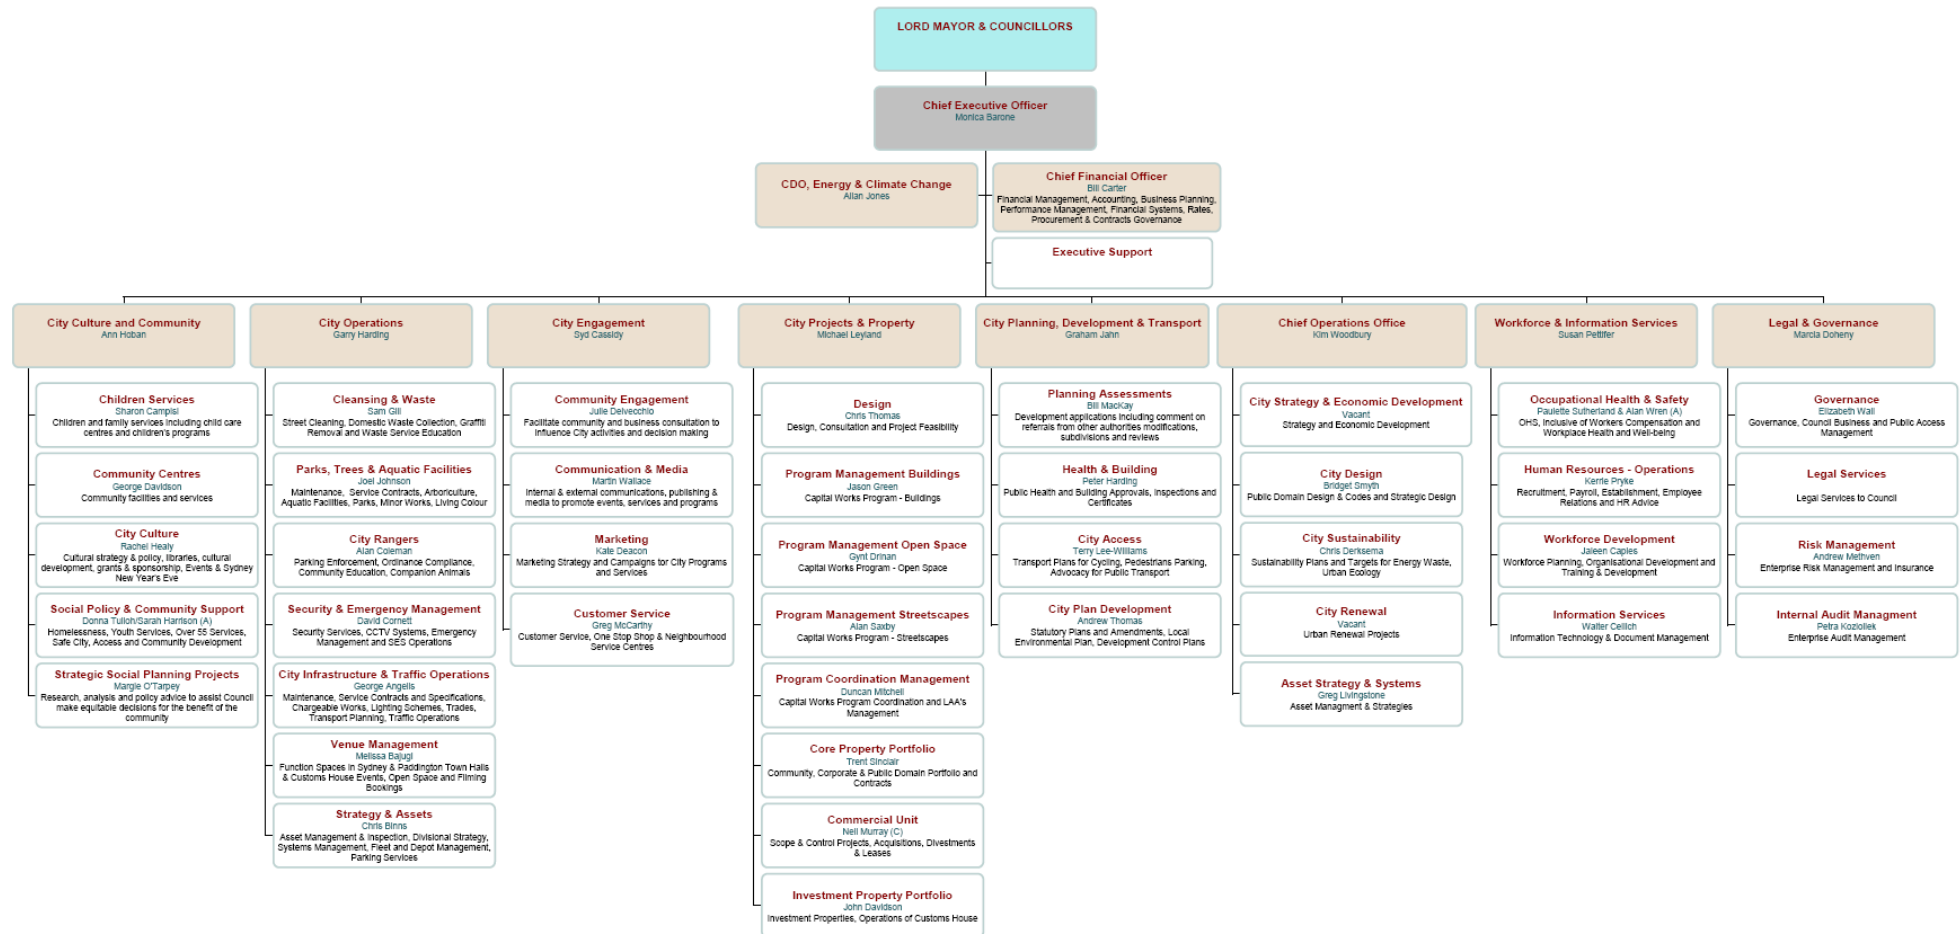 LORD MAYOR & COUNCILLORS
Chief Executive Officer
Monica Barone
CDO, Energy & Climate Change
Allan Jones
Chief Financial Officer
Bill Carter
Financial Management, Accounting, Business Planning,
Performance Management, Financial Systems, Rates,
Procurement & Contracts Governance
Executive Support
City Culture and Community
Ann Hoban
Children Services
Sharon Campisi
Children and family services including child care
centres and children's programs
Community Centres
George Davidson
Community facilities and services
City Culture
Rachel Healy
Cultural strategy & policy, libraries, cultural
development, grants & sponsorship, Events & Sydney
New Year's Eve
Social Policy & Community Support
Donna Tulloh/Sarah Harrison (A)
Homelessness, Youth Services, Over 55 Services,
Safe City, Access and Community Development
Strategic Social Planning Projects
Margie O'Tarpey
Research, analysis and policy advice to assist Council
make equitable decisions for the benefit of the
community
City Operations
Garry Harding
Cleansing & Waste
Sam Gill
Street Cleaning, Domestic Waste Collection, Graffiti
Removal and Waste Service Education
Parks, Trees & Aquatic Facilities
Joel Johnson
Maintenance, Service Contracts, Arboriculture,
Aquatic Facilities, Parks, Minor Works, Living Colour
City Rangers
Alan Coleman
Parking Enforcement, Ordinance Compliance,
Community Education, Companion Animals
Security & Emergency Management
David Cornett
Security Services, CCTV Systems, Emergency
Management and SES Operations
City Infrastructure & Traffic Operations
George Angelis
Maintenance, Service Contracts and Specifications,
Chargeable Works, Lighting Schemes, Trades,
Transport Planning, Traffic Operations
Venue Management
Melissa Bajugi
Function Spaces in Sydney & Paddington Town Halls
& Customs House Events, Open Space and Filming
Bookings
Strategy & Assets
Chris Binns
Asset Management & Inspection, Divisional Strategy,
Systems Management, Fleet and Depot Management,
Parking Services
City Engagement
Syd Cassidy
Community Engagement
Julie Delvecchio
Facilitate community and business consultation to
influence City activities and decision making
Communication & Media
Martin Wallace
Internal & external communications, publishing &
media to promote events, services and programs
Marketing
Kate Deacon
Marketing Strategy and Campaigns for City Programs
and Services
Customer Service
Greg McCarthy
Customer Service, One Stop Shop & Neighbourhood
Service Centres
City Projects & Property
Michael Leyland
Design
Chris Thomas
Design, Consultation and Project Feasibility
Program Management Buildings
Jason Green
Capital Works Program - Buildings
Program Management Open Space
Gynt Drinan
Capital Works Program - Open Space
Program Management Streetscapes
Alan Saxby
Capital Works Program - Streetscapes
Program Coordination Management
Duncan Mitchell
Capital Works Program Coordination and LAA's
Management
Core Property Portfolio
Trent Sinclair
Community, Corporate & Public Domain Portfolio and
Contracts
Commercial Unit
Neil Murray (C)
Scope & Control Projects, Acquisitions, Divestments
& Leases
Investment Property Portfolio
John Davidson
Investment Properties, Operations of Customs House
City Planning, Development & Transport
Graham Jahn
Planning Assessments
Bill MacKay
Development applications including comment on
referrals from other authorities modifications,
subdivisions and reviews
Health & Building
Peter Harding
Public Health and Building Approvals, Inspections and
Certificates
City Access
Terry Lee-Williams
Transport Plans for Cycling, Pedestrians Parking,
Advocacy for Public Transport
City Plan Development
Andrew Thomas
Statutory Plans and Amendments, Local
Environmental Plan, Development Control Plans
Chief Operations Office
Kim Woodbury
City Strategy & Economic Development
Vacant
Strategy and Economic Development
City Design
Bridget Smyth
Public Domain Design & Codes and Strategic Design
City Sustainability
Chris Derksema
Sustainability Plans and Targets for Energy Waste,
Urban Ecology
City Renewal
Vacant
Urban Renewal Projects
Asset Strategy & Systems
Greg Livingstone
Asset Managment & Strategies
Workforce & Information Services
Susan Pettifer
Occupational Health & Safety
Paulette Sutherland & Alan Wren (A)
OHS, Inclusive of Workers Compensation and
Workplace Health and Well-being
Human Resources - Operations
Kerrie Pryke
Recruitment, Payroll, Establishment, Employee
Relations and HR Advice
Workforce Development
Jaleen Caples
Workforce Planning, Organisational Development and
Training & Development
Information Services
Walter Ceilich
Information Technology & Document Management
Legal & Governance
Marcia Doheny
Governance
Elizabeth Wall
Governance, Council Business and Public Access
Management
Legal Services
Legal Services to Council
Risk Management
Andrew Methven
Enterprise Risk Management and Insurance
Internal Audit Managment
Petra Koziollek
Enterprise Audit Management